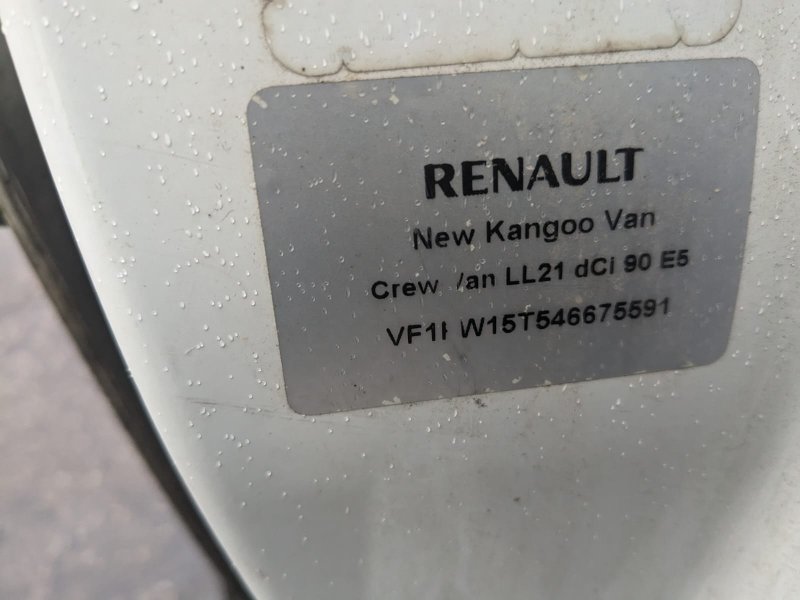 RENAULT
New Kangoo Van
Crew LL21 dCi 90 E5
W15T546675591